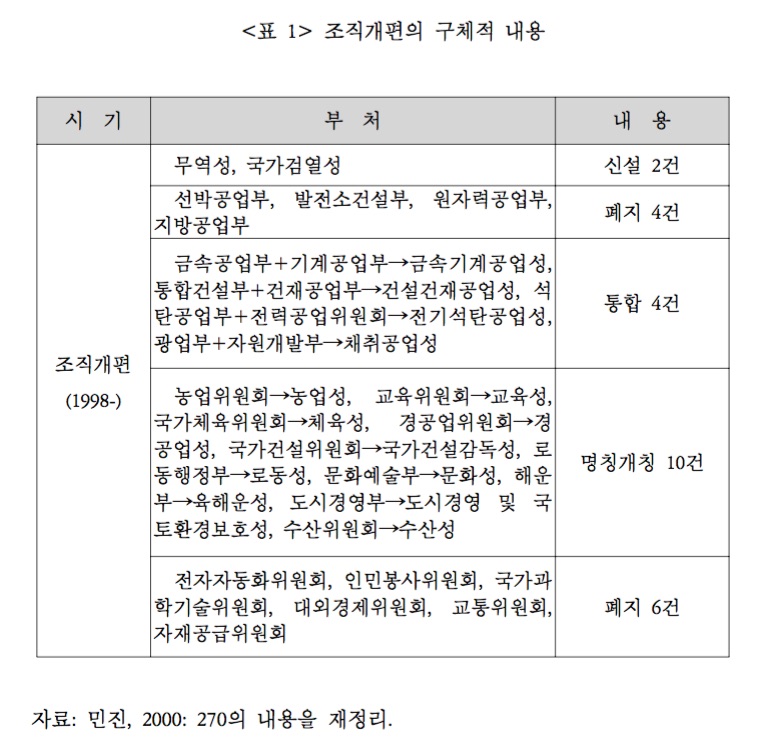 <표 1> 조직개편의 구체적 내용
시 기
부 처
내 용
조직개편
(1998-)
무역성, 국가검열성
신설 2건
선박공업부, 발전소건설부, 원자력공업부,
지방공업부
폐지 4건
금속공업부+기계공업부→금속기계공업성,
통합건설부+건재공업부→건설건재공업성, 석
탄공업부+전력공업위원회→전기석탄공업성,
광업부+자원개발부→채취공업성
통합 4건
농업위원회→농업성, 교육위원회→교육성,
국가체육위원회→체육성, 경공업위원회→경
공업성, 국가건설위원회→국가건설감독성, 로
동행정부→로동성, 문화예술부→문화성, 해운
부→육해운성, 도시경영부→도시경영 및 국
토환경보호성, 수산위원회→수산성
명칭개칭 10건
전자자동화위원회, 인민봉사위원회, 국가과
학기술위원회, 대외경제위원회, 교통위원회,
자재공급위원회
폐지 6건
자료: 민진, 2000: 270의 내용을 재정리.